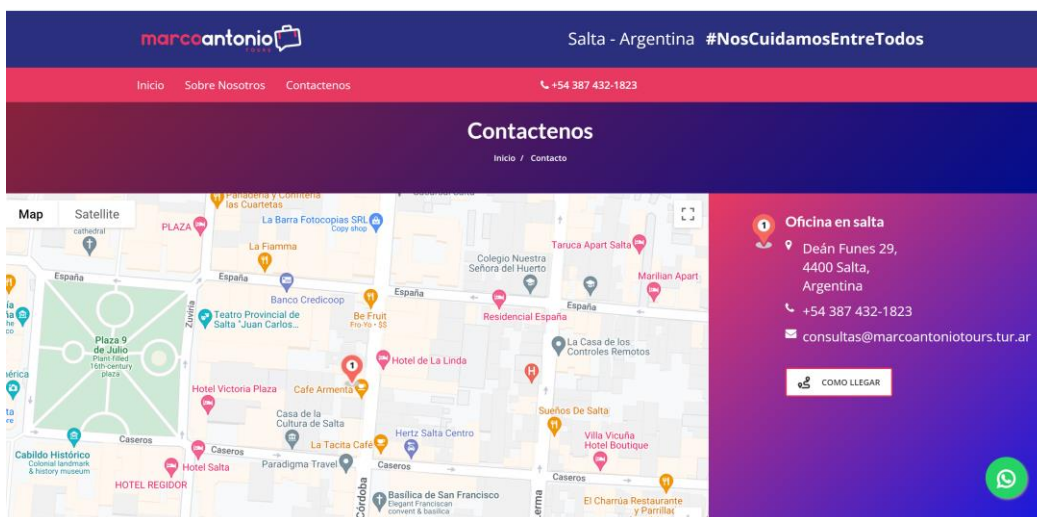 marcoantonio
TOURS
Salta - Argentina #NosCuidamosEntreTodos
Inicio Sobre Nosotros Contactenos
+54 387 432-1823
Contactenos
Inicio / Contacto
Map Satellite
cathedral
PLAZA
Panadería y Confitería
las Cuartetas
La Barra Fotocopias SRL
Copy shop
La Fiamma
Colegio Nuestra
Señora del Huerto
Taruca Apart Salta
Marilian Apart
España
España
España
España
Banco Credicoop
Zuviría
Teatro Provincial de
Salta "Juan Carlos...
Be Fruit
Fro-Yo • $$
Residencial España
La Casa de los
Controles Remotos
Plaza 9
de Julio
Plant-filled
16th-century
plaza
1
Hotel de La Linda
H
Hotel Victoria Plaza
Cafe Armenta
Casa de la
Cultura de Salta
Sueños De Salta
La Tacita Café
Hertz Salta Centro
Villa Vicuña
Hotel Boutique
Caseros
Caseros
Caseros
Caseros
Cabildo Histórico
Colonial landmark
& history museum
Hotel Salta
Paradigma Travel
HOTEL REGIDOR
Córdoba
Basílica de San Francisco
Elegant Franciscan
convent & basilica
Lerma
El Charrúa Restaurante
y Parrillas
1
Oficina en salta
Deán Funes 29,
4400 Salta,
Argentina
+54 387 432-1823
consultas@marcoantoniotours.tur.ar
COMO LLEGAR